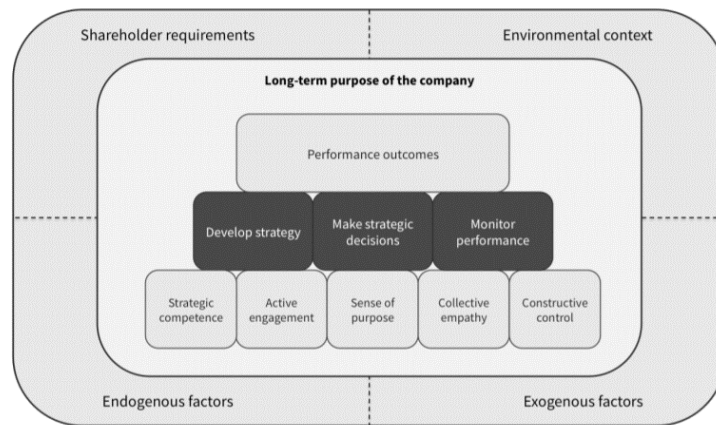 Shareholder requirements
Environmental context
Long-term purpose of the company
Performance outcomes
Develop strategy
Make strategic
decisions
Monitor
performance
Strategic
competence
Active
engagement
Sense of
purpose
Collective
empathy
Constructive
control
Endogenous factors
Exogenous factors